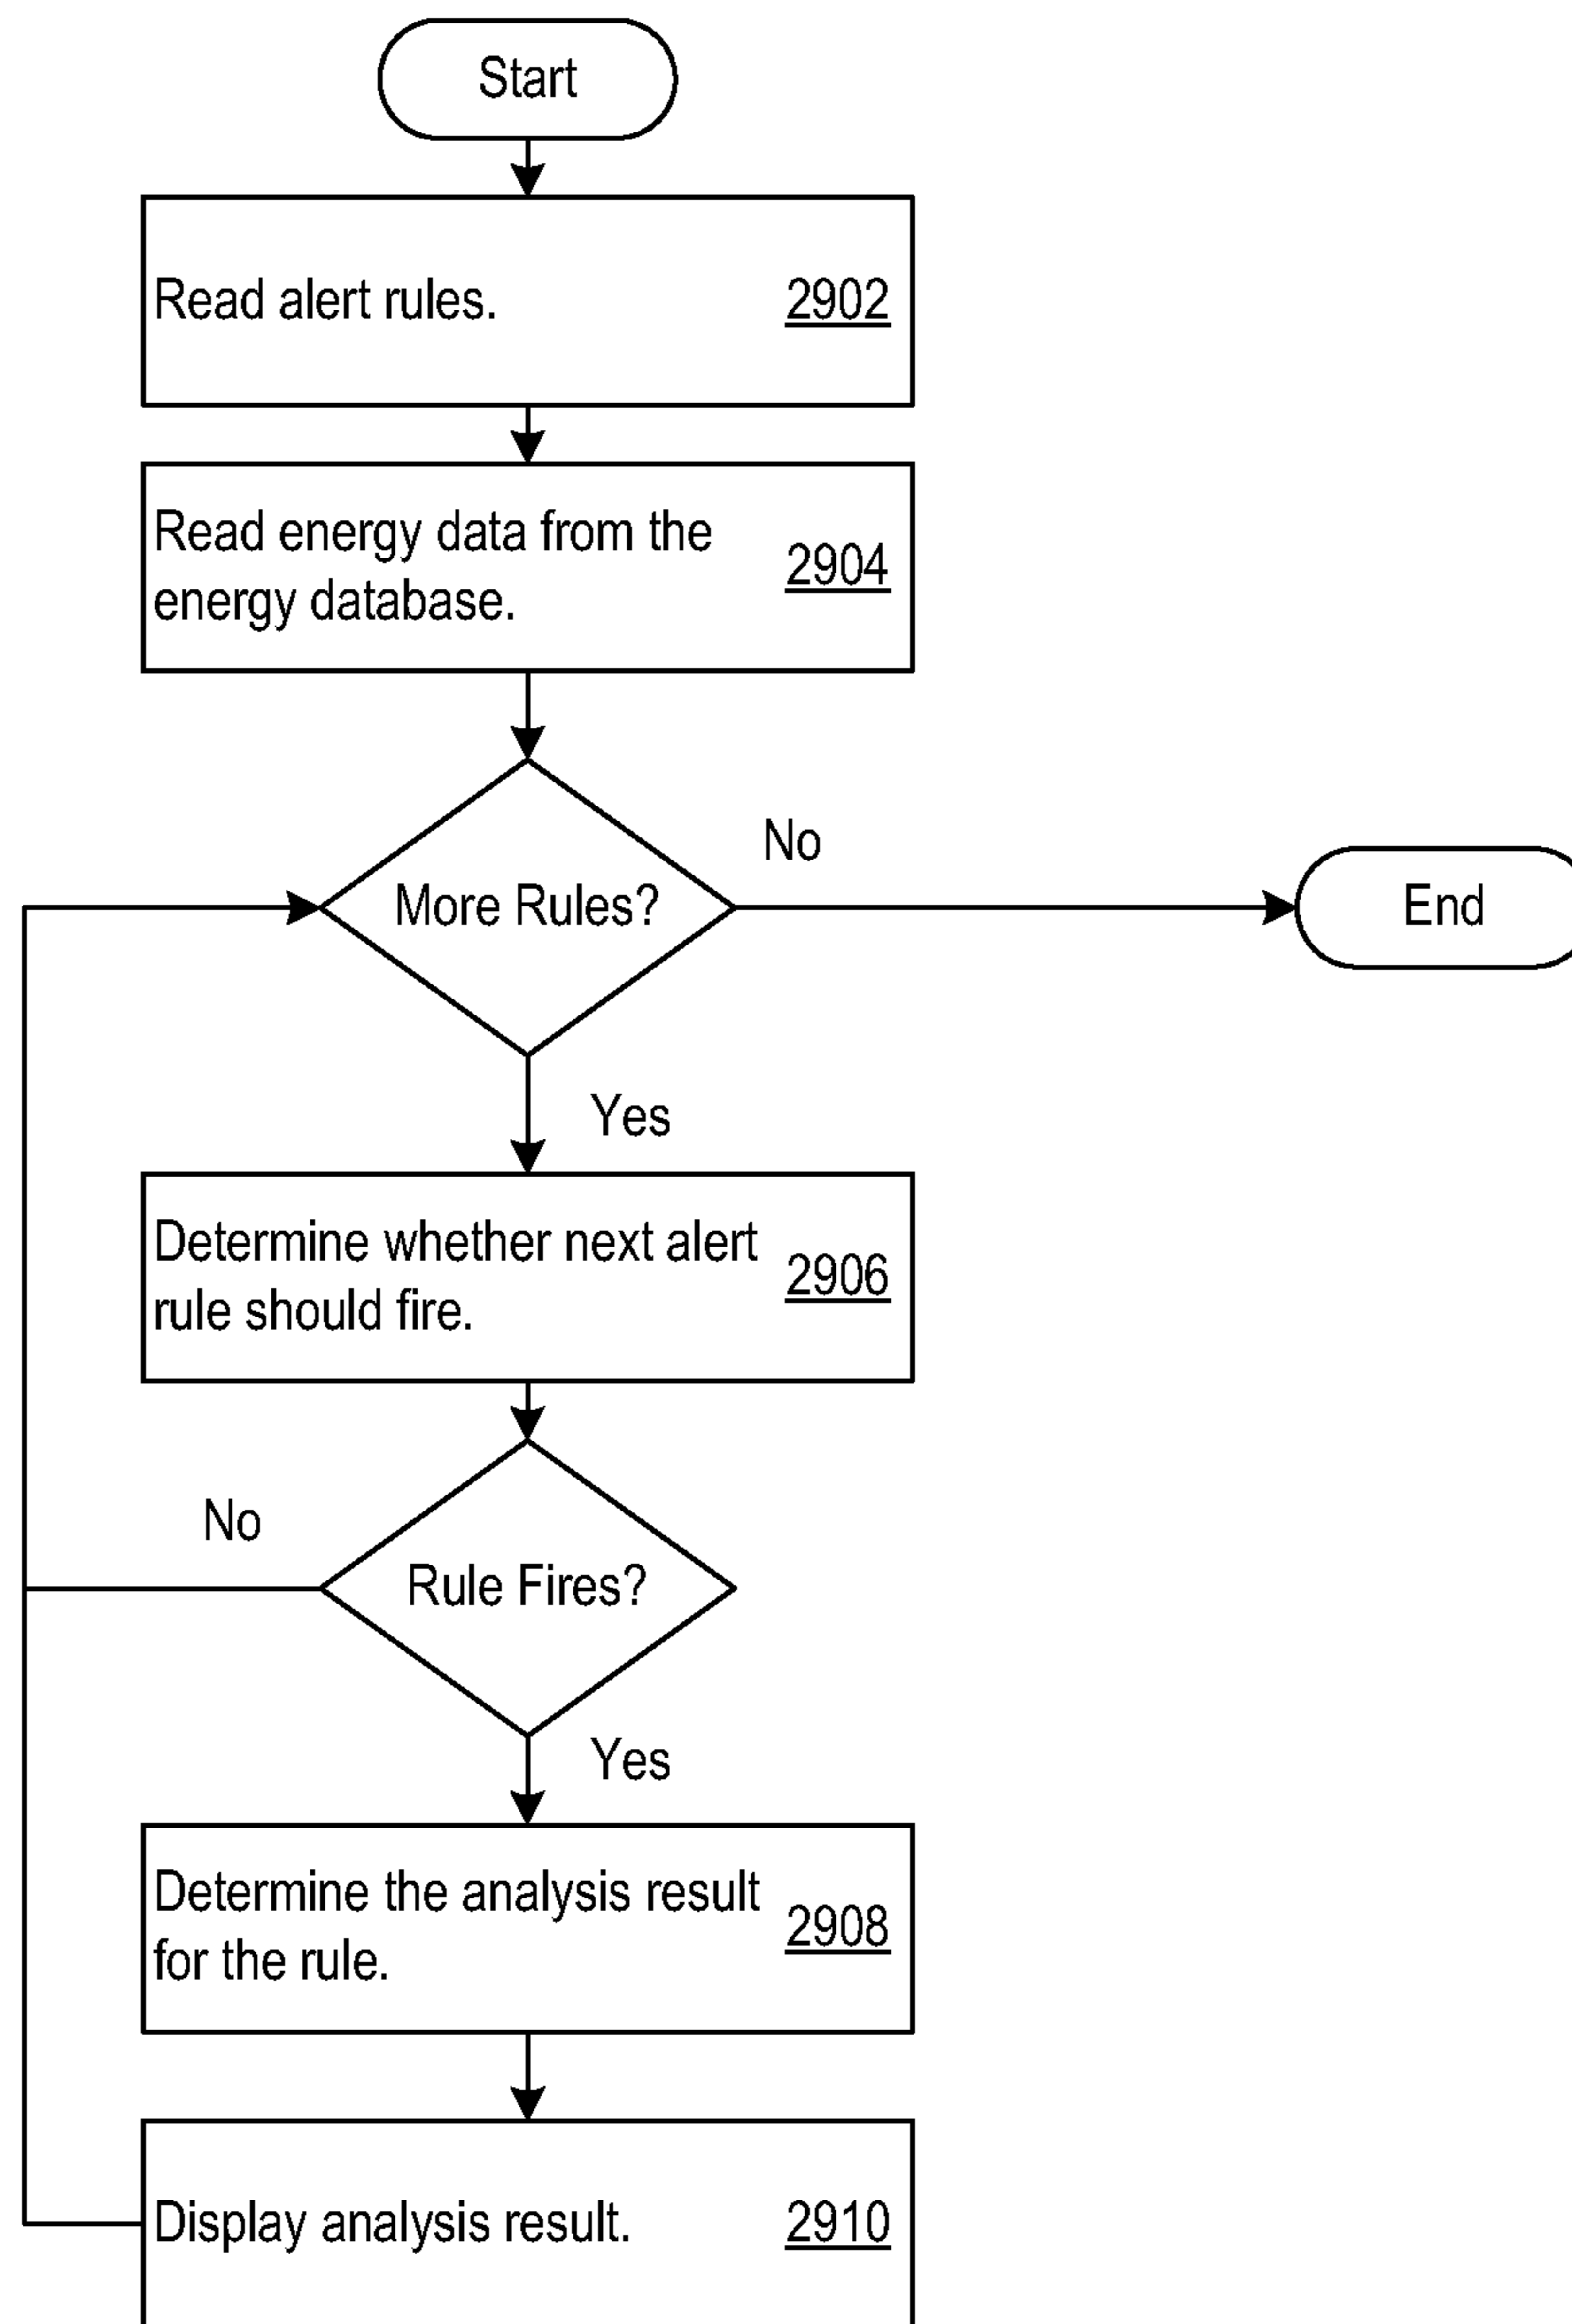 Start
Read alert rules.
2902
Read energy data from the
energy database.
2904
No
More Rules?
End
Yes
Determine whether next alert
rule should fire.
2906
No
Rule Fires?
Yes
Determine the analysis result
for the rule.
2908
Display analysis result.
2910